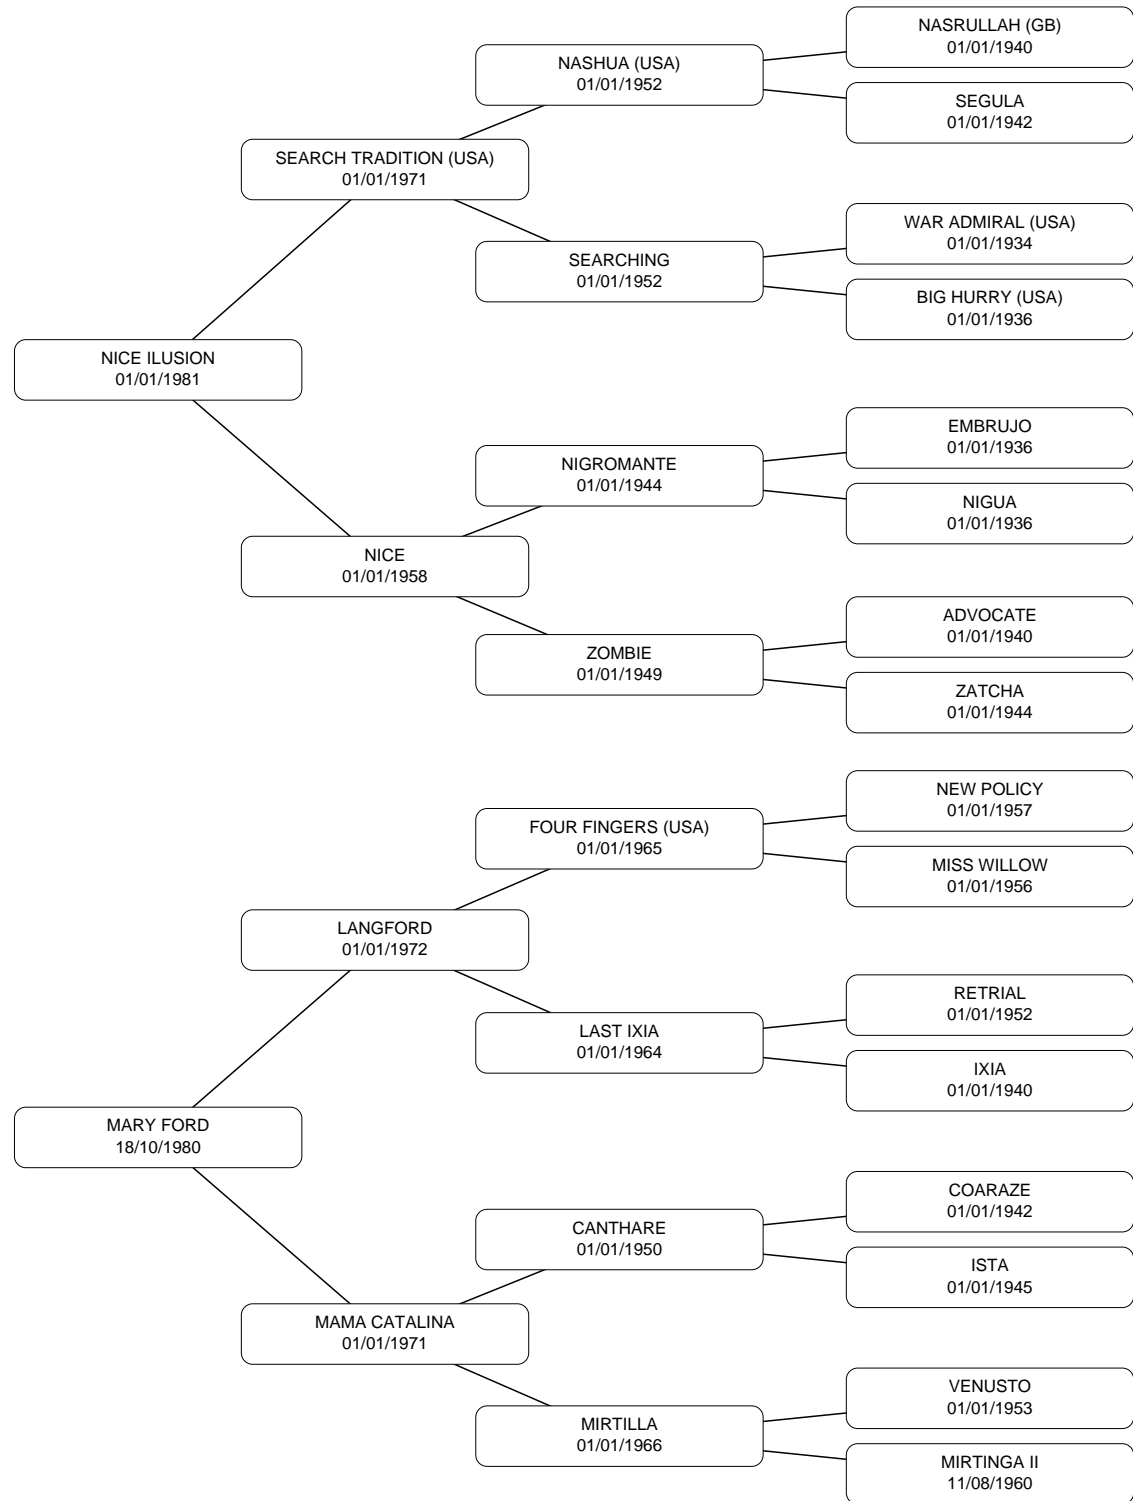 NASRULLAH (GB)
01/01/1940
NASHUA (USA)
01/01/1952
SEGULA
01/01/1942
SEARCH TRADITION (USA)
01/01/1971
WAR ADMIRAL (USA)
01/01/1934
SEARCHING
01/01/1952
BIG HURRY (USA)
01/01/1936
NICE ILUSION
01/01/1981
EMBRUJO
01/01/1936
NIGROMANTE
01/01/1944
NIGUA
01/01/1936
NICE
01/01/1958
ADVOCATE
01/01/1940
ZOMBIE
01/01/1949
ZATCHA
01/01/1944
NEW POLICY
01/01/1957
FOUR FINGERS (USA)
01/01/1965
MISS WILLOW
01/01/1956
LANGFORD
01/01/1972
RETRIAL
01/01/1952
LAST IXIA
01/01/1964
IXIA
01/01/1940
MARY FORD
18/10/1980
COARAZE
01/01/1942
CANTHARE
01/01/1950
ISTA
01/01/1945
MAMA CATALINA
01/01/1971
VENUSTO
01/01/1953
MIRTILLA
01/01/1966
MIRTINGA II
11/08/1960